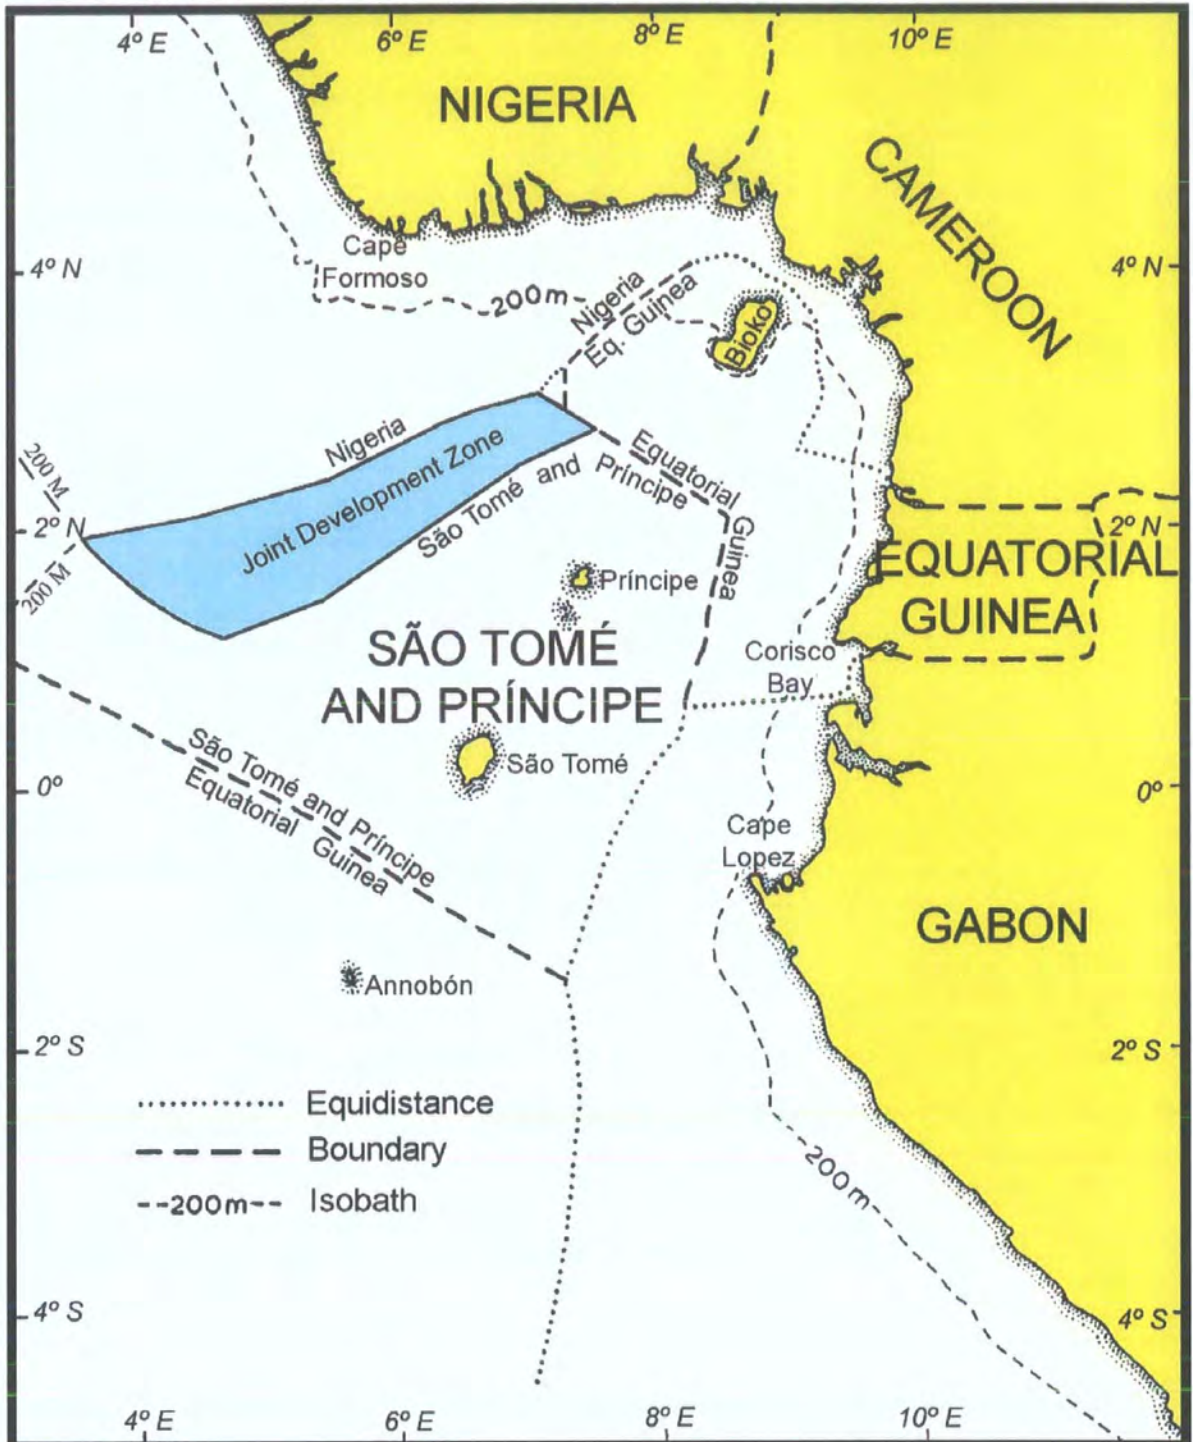 4° E
6° E
8° E
10° E
NIGERIA
CAMEROON
Cape
Formoso
4° N
4° N
200m
Nigeria
Eq. Guinea
Bioko
Nigeria
Joint Development Zone
São Tomé and Príncipe
Equatorial
Guinea
200 M
2° N
200 M
2° N
EQUATORIAL
GUINEA
Príncipe
SÃO TOMÉ
AND PRÍNCIPE
Corisco
Bay
São Tomé
São Tomé and Príncipe
Equatorial Guinea
0°
0°
Cape
Lopez
GABON
Annobón
2° S
2° S
Equidistance
Boundary
200m
Isobath
200m
4° S
4° S
4° E
6° E
8° E
10° E